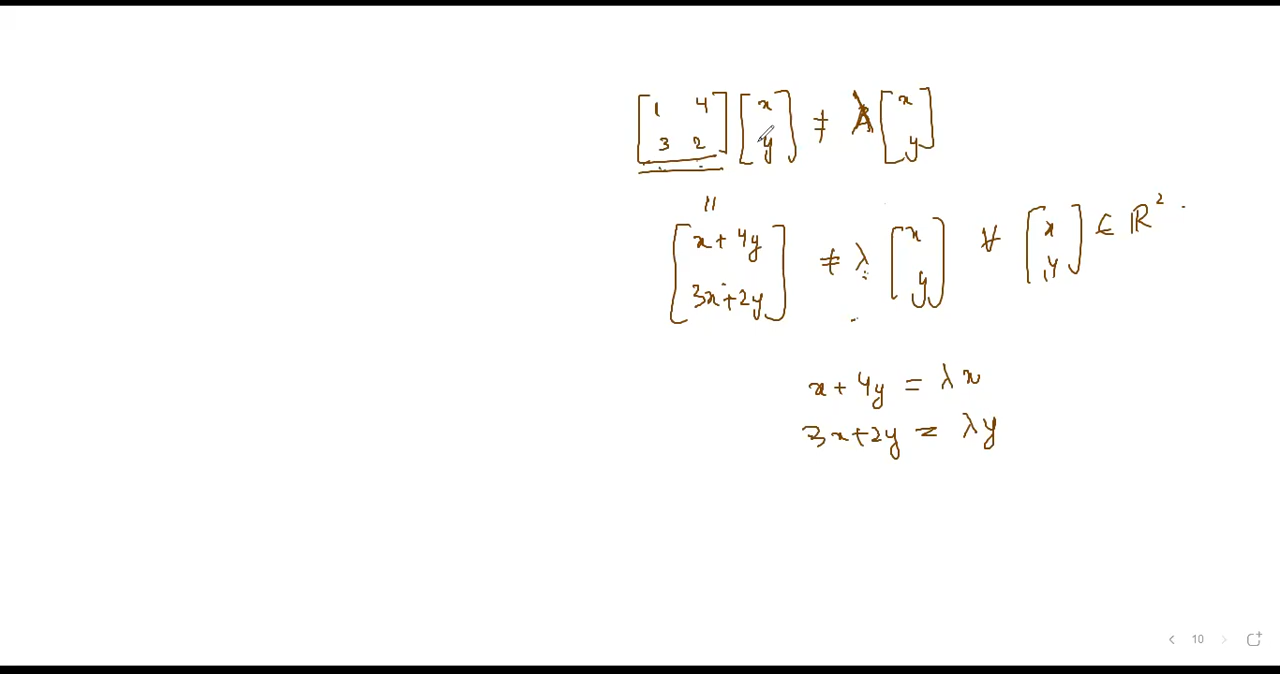 [1 4 3 2] [x y] ≠ λ [x y]
||
[x + 4y 3x + 2y] ≠ λ [x y] ∀ [x y] ∈ ℝ²
x + 4y = λx
3x + 2y = λy
10